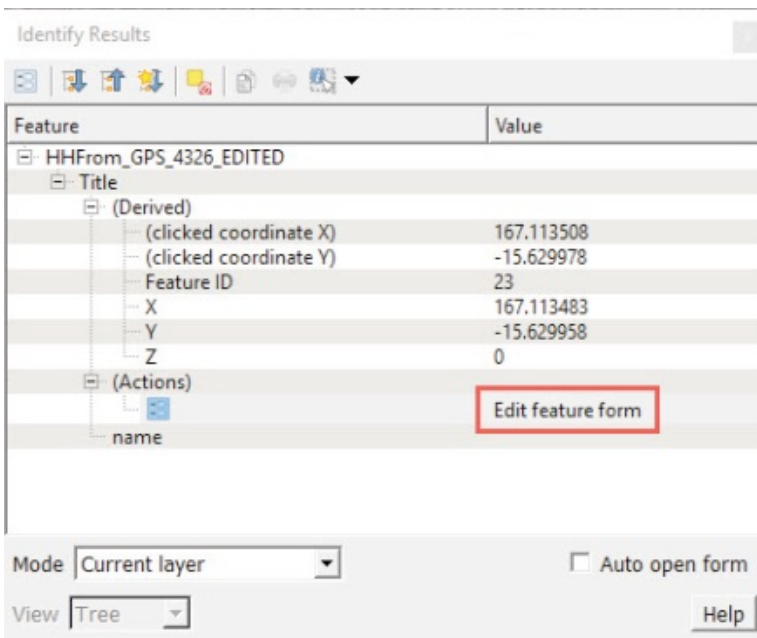 Identify Results
Feature Value
HHFrom_GPS_4326_EDITED
Title
(Derived)
(clicked coordinate X) 167.113508
(clicked coordinate Y) -15.629978
Feature ID 23
X 167.113483
Y -15.629958
Z 0
(Actions)
Edit feature form
name
Mode Current layer Auto open form
View Tree Help